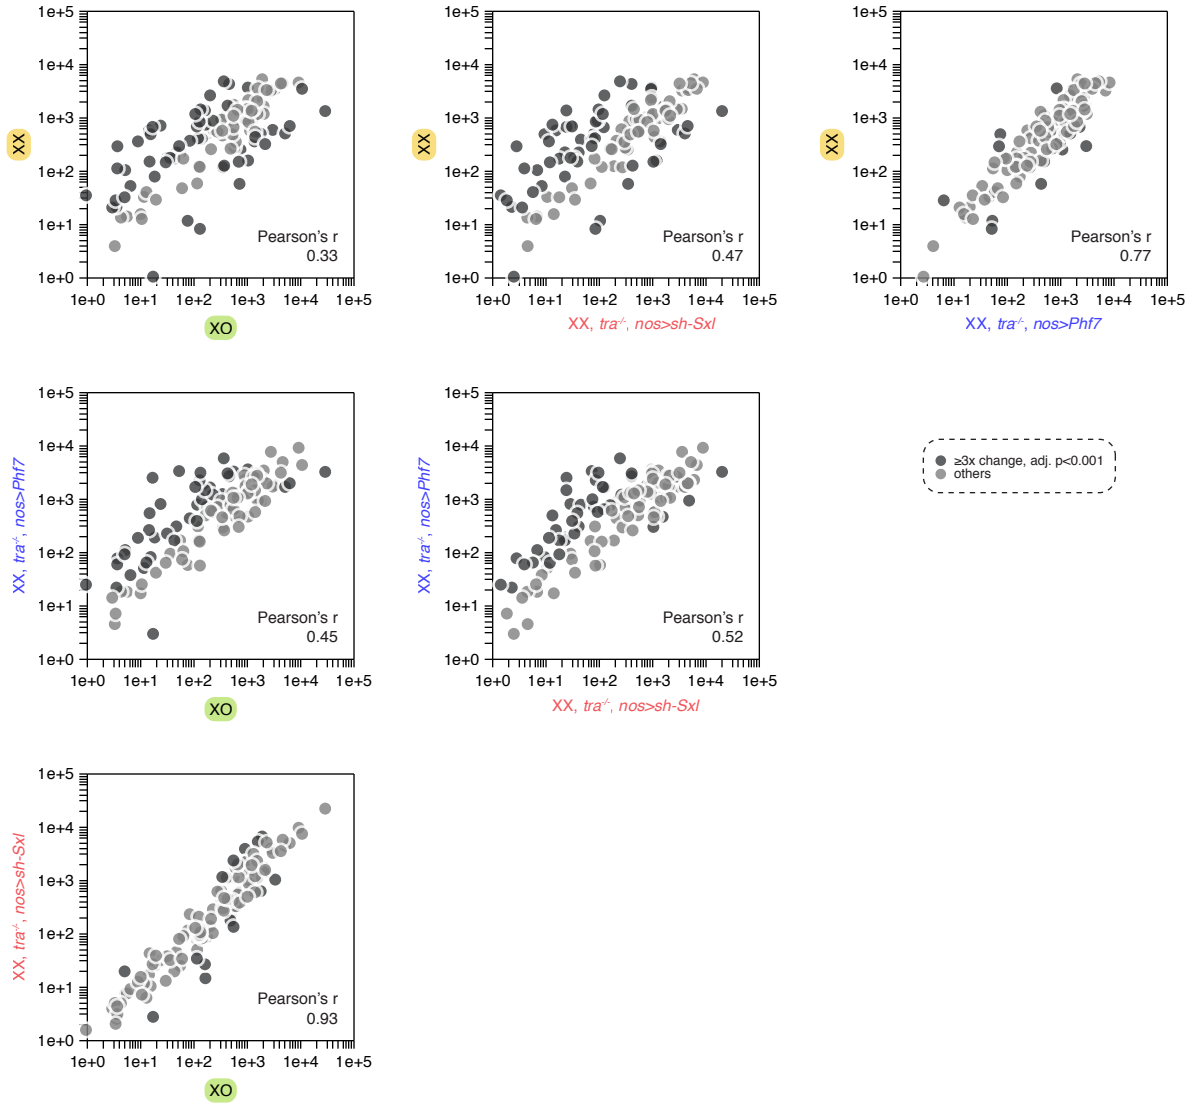 1e+5
1e+4
1e+3
1e+2
1e+1
1e+0
XX
Pearson's r
0.33
1e+0 1e+1 1e+2 1e+3 1e+4 1e+5
XO
1e+5
1e+4
1e+3
1e+2
1e+1
1e+0
XX
Pearson's r
0.47
1e+0 1e+1 1e+2 1e+3 1e+4 1e+5
XX, tra-/-, nos>sh-Sxl
1e+5
1e+4
1e+3
1e+2
1e+1
1e+0
XX
Pearson's r
0.77
1e+0 1e+1 1e+2 1e+3 1e+4 1e+5
XX, tra-/-, nos>Phf7
1e+5
1e+4
1e+3
1e+2
1e+1
1e+0
XX, tra-/-, nos>Phf7
Pearson's r
0.45
1e+0 1e+1 1e+2 1e+3 1e+4 1e+5
XO
1e+5
1e+4
1e+3
1e+2
1e+1
1e+0
XX, tra-/-, nos>Phf7
Pearson's r
0.52
1e+0 1e+1 1e+2 1e+3 1e+4 1e+5
XX, tra-/-, nos>sh-Sxl
≥3x change, adj. p<0.001
others
1e+5
1e+4
1e+3
1e+2
1e+1
1e+0
XX, tra-/-, nos>sh-Sxl
Pearson's r
0.93
1e+0 1e+1 1e+2 1e+3 1e+4 1e+5
XO